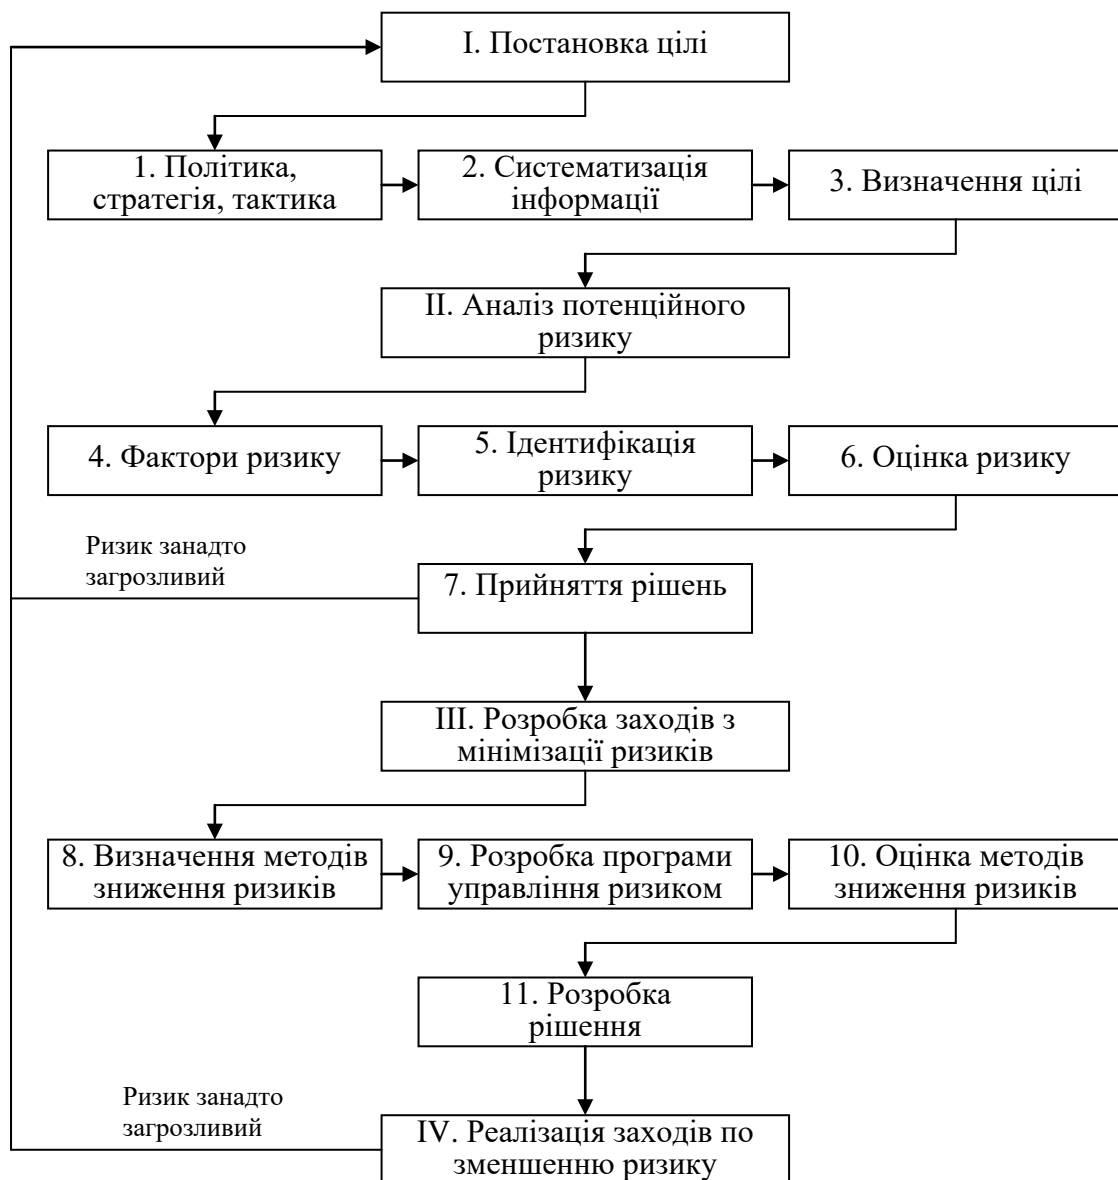 I. Постановка цілі
1. Політика,
стратегія, тактика
2. Систематизація
інформації
3. Визначення цілі
II. Аналіз потенційного
ризику
4. Фактори ризику
5. Ідентифікація
ризику
6. Оцінка ризику
Ризик занадто
загрозливий
7. Прийняття рішень
III. Розробка заходів з
мінімізації ризиків
8. Визначення методів
зниження ризиків
9. Розробка програми
управління ризиком
10. Оцінка методів
зниження ризиків
11. Розробка
рішення
Ризик занадто
загрозливий
IV. Реалізація заходів по
зменшенню ризику